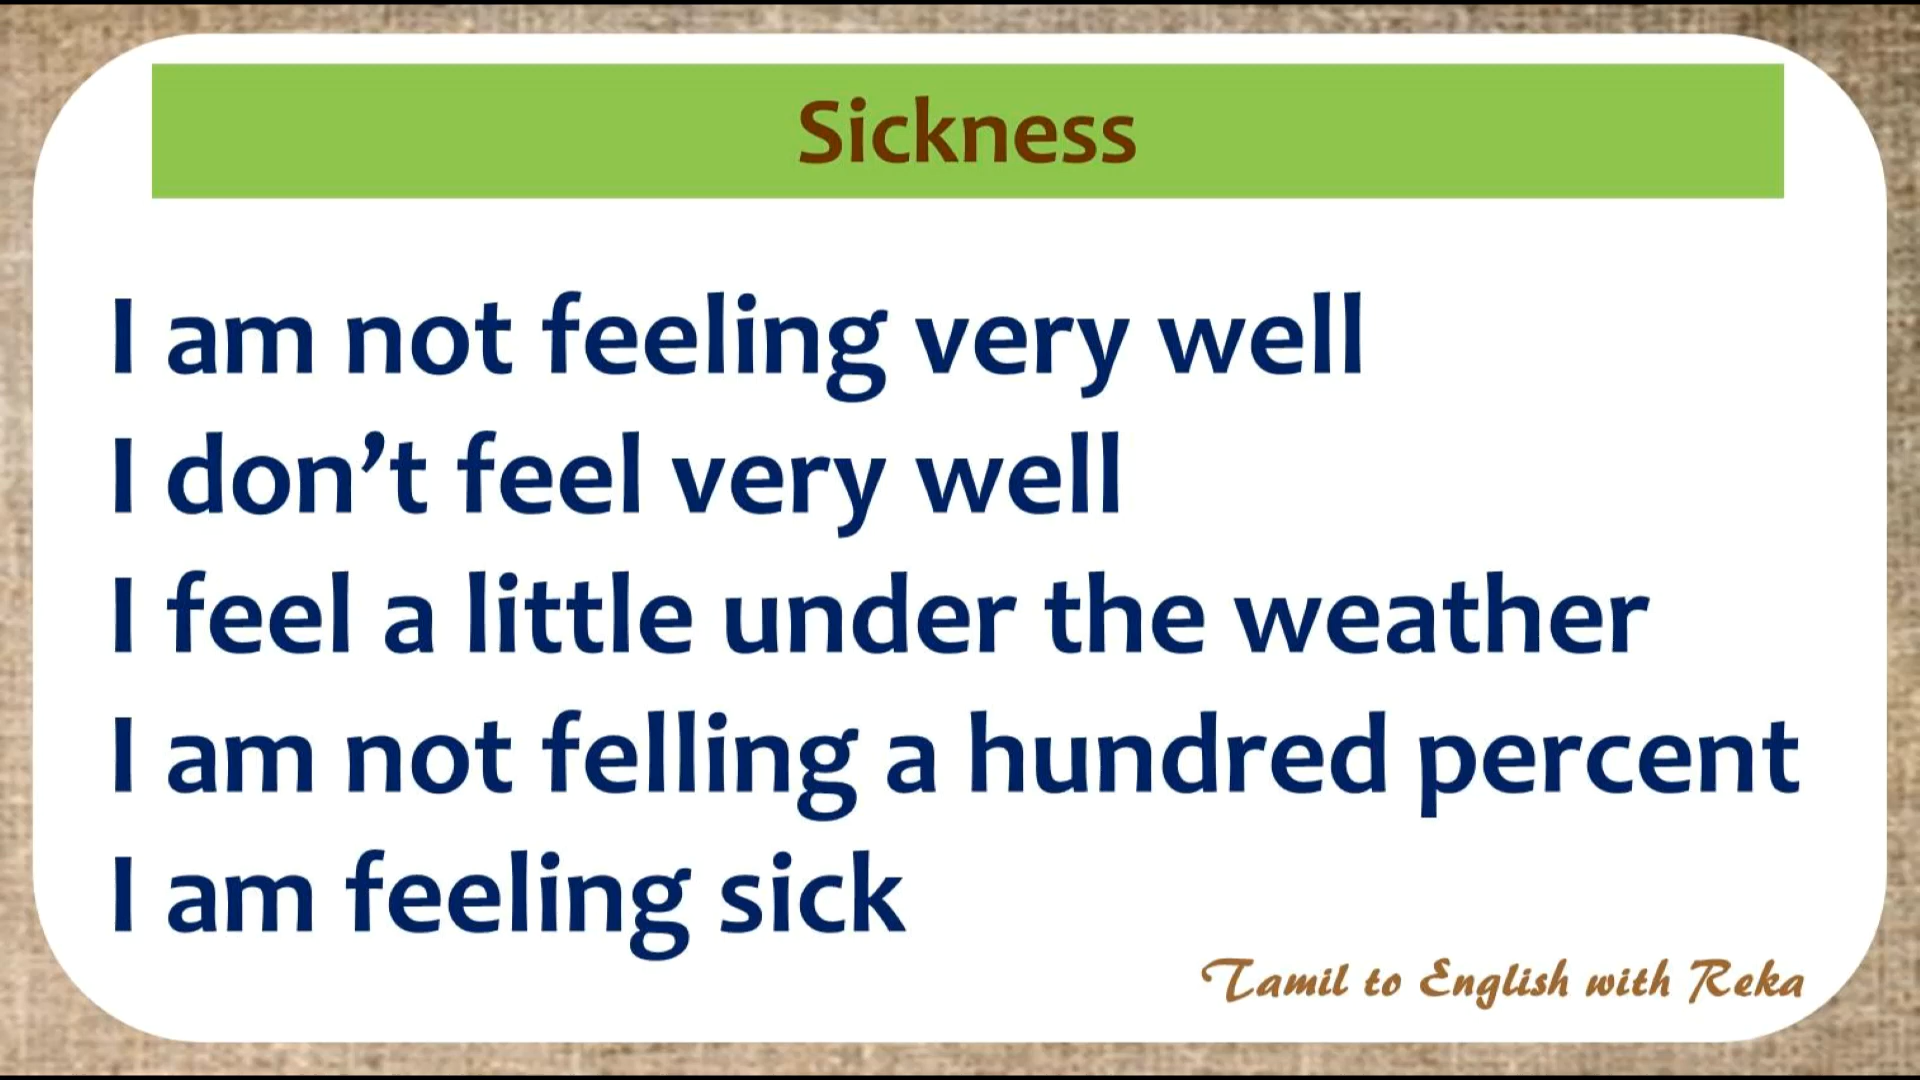 Sickness
I am not feeling very well
I don’t feel very well
I feel a little under the weather
I am not felling a hundred percent
I am feeling sick
Tamil to English with Reka